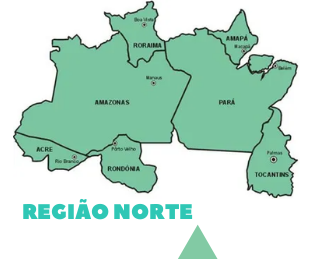 Boa Vista
RORAIMA
AMAPÁ
Macapá
Belém
Manaus
AMAZONAS
PARÁ
ACRE
Rio Branco
Porto Velho
RONDÔNIA
Palmas
TOCANTINS
REGIÃO NORTE